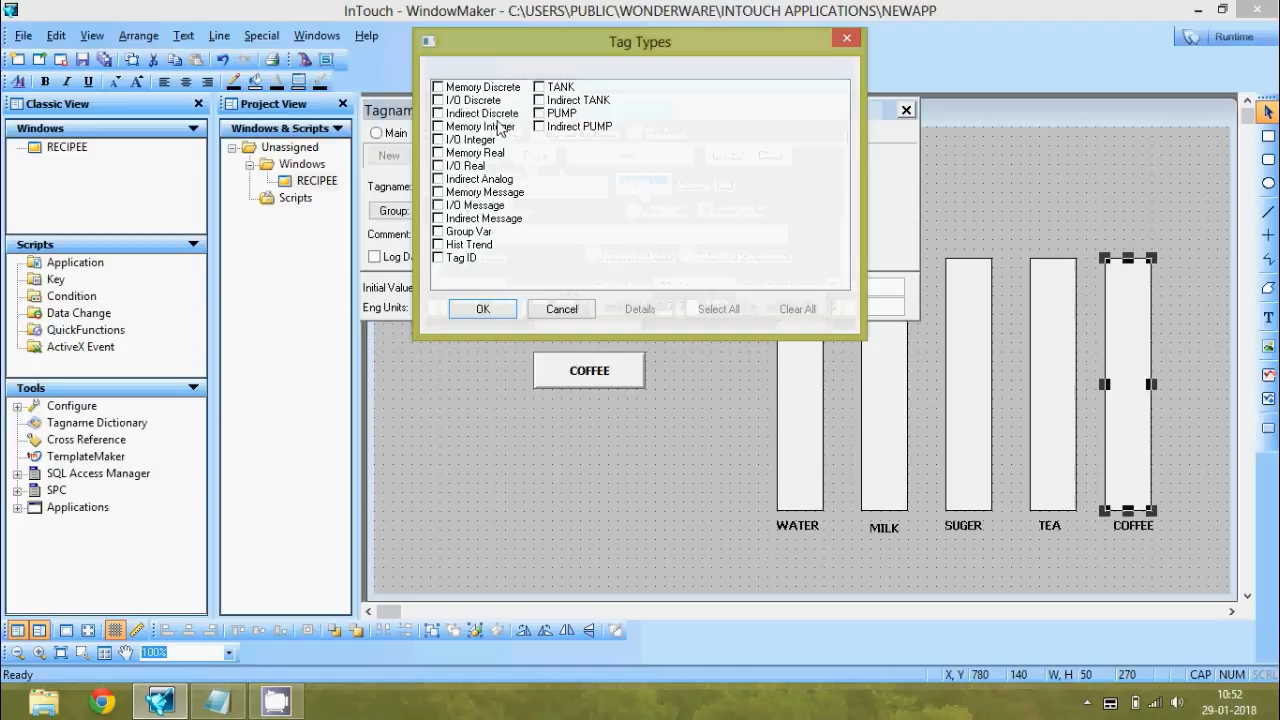 InTouch - WindowMaker - C:\USERS\PUBLIC\WONDERWARE\INTOUCH APPLICATIONS\NEWAPP
File Edit View Arrange Text Line Special Windows Help
Runtime
Tag Types
Memory Discrete
I/O Discrete
Indirect Discrete
Memory Integer
I/O Integer
Memory Real
I/O Real
Indirect Analog
Memory Message
I/O Message
Indirect Message
Group Var
Hist Trend
Tag ID
TANK
Indirect TANK
PUMP
Indirect PUMP
OK Cancel Details Select All Clear All
Classic View
Windows
RECIPEE
Scripts
Application
Key
Condition
Data Change
QuickFunctions
ActiveX Event
Tools
Configure
Tagname Dictionary
Cross Reference
TemplateMaker
SQL Access Manager
SPC
Applications
Project View
Windows & Scripts
Unassigned
Windows
RECIPEE
Scripts
Main
New
Tagname:
Group:
Comment:
Initial Value
Eng Units:
COFFEE
WATER MILK SUGER TEA COFFEE
100%
Ready
X, Y 780 140 W, H 50 270 CAP NUM SCRL
10:52
29-01-2018